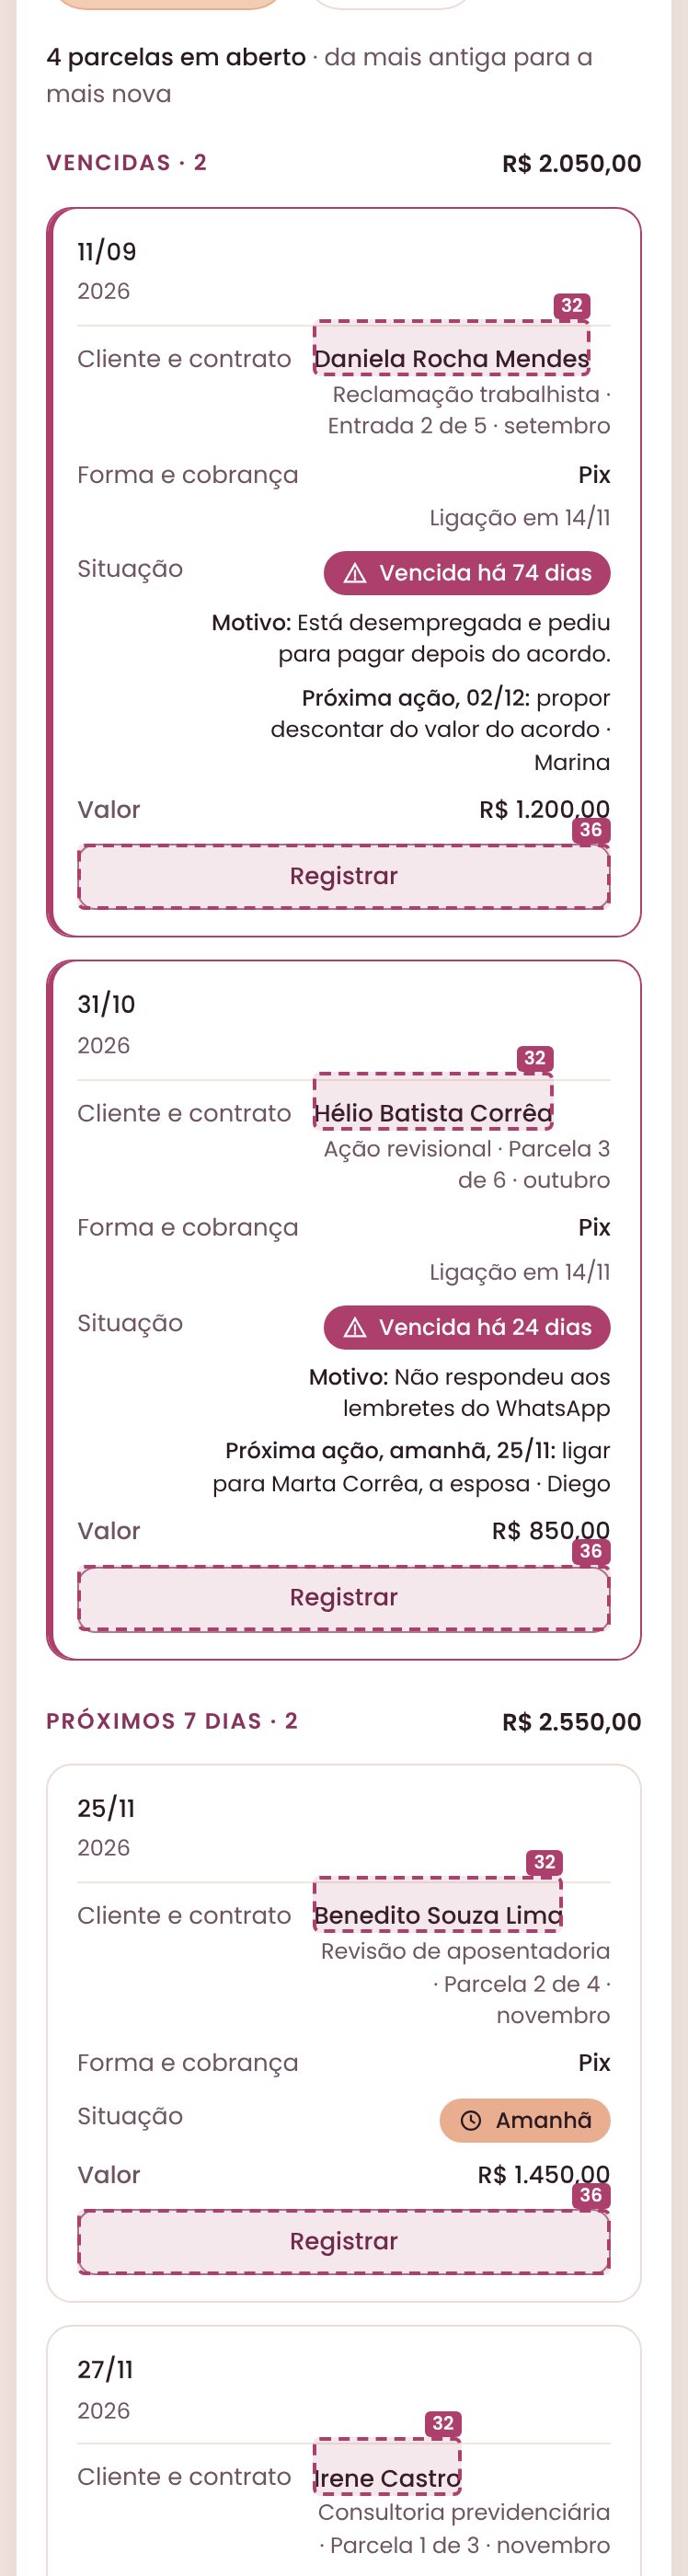 4 parcelas em aberto · da mais antiga para a
mais nova
VENCIDAS · 2 R$ 2.050,00
11/09
2026
32
Cliente e contrato Daniela Rocha Mendes
Reclamação trabalhista ·
Entrada 2 de 5 · setembro
Forma e cobrança Pix
Ligação em 14/11
Situação Vencida há 74 dias
Motivo: Está desempregada e pediu
para pagar depois do acordo.
Próxima ação, 02/12: propor
descontar do valor do acordo ·
Marina
Valor R$ 1.200,00
36
Registrar
31/10
2026
32
Cliente e contrato Hélio Batista Corrêa
Ação revisional · Parcela 3
de 6 · outubro
Forma e cobrança Pix
Ligação em 14/11
Situação Vencida há 24 dias
Motivo: Não respondeu aos
lembretes do WhatsApp
Próxima ação, amanhã, 25/11: ligar
para Marta Corrêa, a esposa · Diego
Valor R$ 850,00
36
Registrar
PRÓXIMOS 7 DIAS · 2 R$ 2.550,00
25/11
2026
32
Cliente e contrato Benedito Souza Lima
Revisão de aposentadoria
· Parcela 2 de 4 ·
novembro
Forma e cobrança Pix
Situação Amanhã
Valor R$ 1.450,00
36
Registrar
27/11
2026
32
Cliente e contrato Irene Castro
Consultoria previdenciária
· Parcela 1 de 3 · novembro